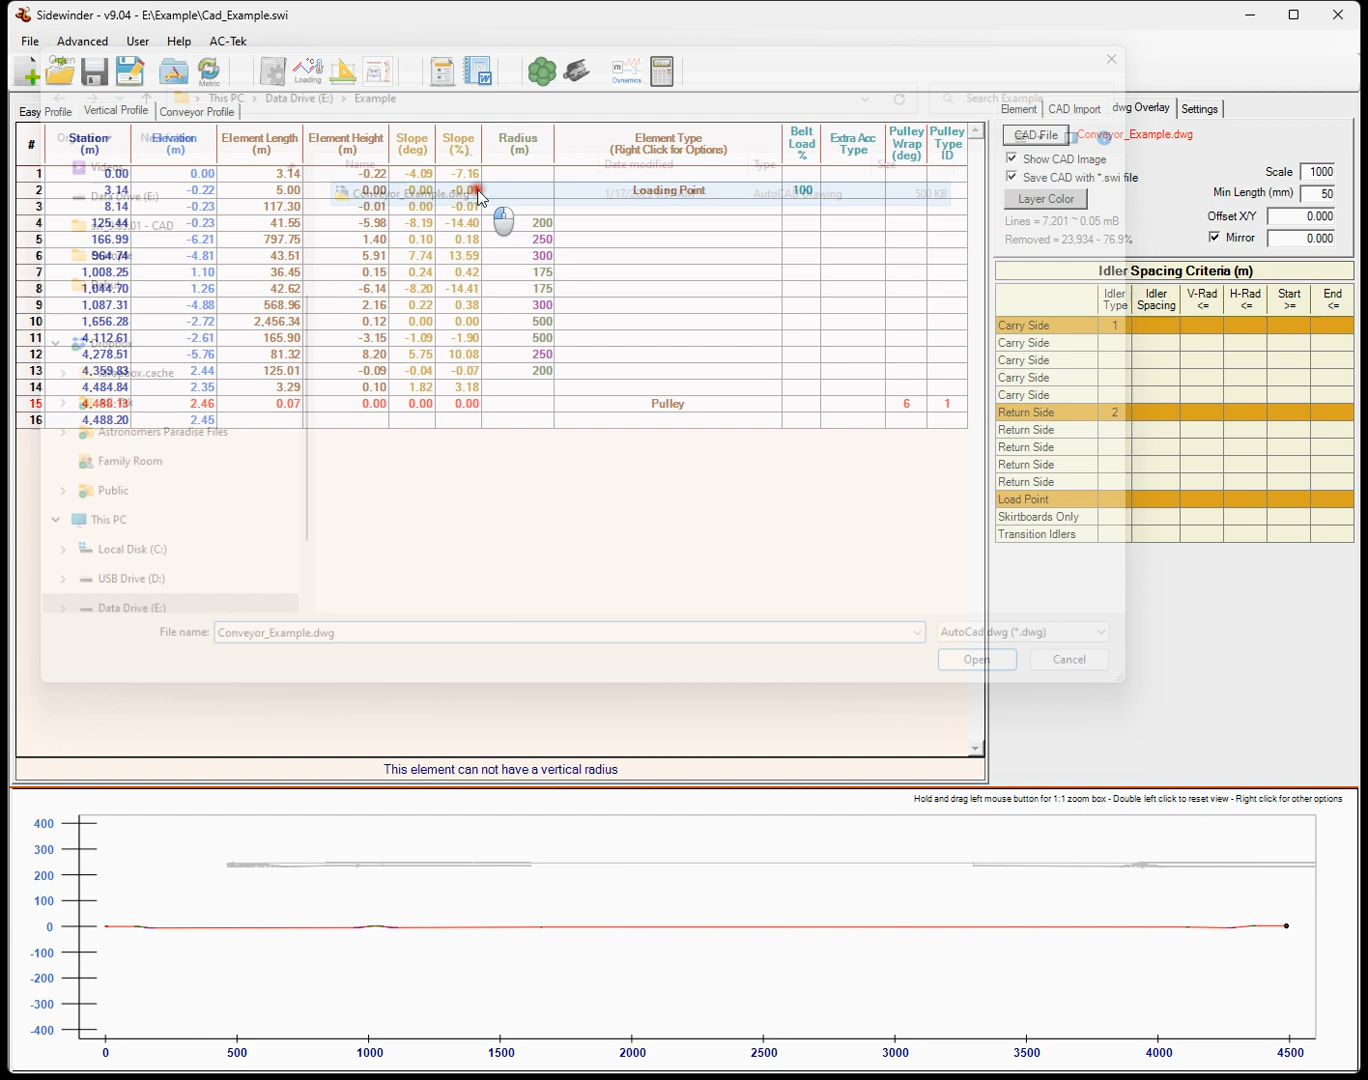 Sidewinder - v9.04 - E:\Example\Cad_Example.swi
File Advanced User Help AC-Tek
Open
Metric Loading Dynamics
This PC > Data Drive (E:) > Example
Search Example
Easy Profile Vertical Profile Conveyor Profile
Element CAD Import dwg Overlay Settings
# Station (m) Elevation (m) Element Length (m) Element Height (m) Slope (deg) Slope (%) Radius (m) Element Type (Right Click for Options) Belt Load % Extra Acc Type Pulley Wrap (deg) Pulley Type ID
Name Date modified Type Size
1 0.00 0.00 3.14 -0.22 -4.09 -7.16
2 3.14 -0.22 5.00 0.00 0.00 Loading Point 100
Conveyor_Example.dwg AutoCAD Drawing 500 KB
3 8.14 -0.23 117.30 -0.01 0.00 -0.01
4 125.44 -0.23 41.55 -5.98 -8.19 -14.40 200
5 166.99 -6.21 797.75 1.40 0.10 0.18 250
6 964.74 -4.81 43.51 5.91 7.74 13.59 300
7 1,008.25 1.10 36.45 0.15 0.24 0.42 175
8 1,044.70 1.26 42.62 -6.14 -8.20 -14.41 175
9 1,087.31 -4.88 568.96 2.16 0.22 0.38 300
10 1,656.28 -2.72 2,456.34 0.12 0.00 0.00 500
11 4,112.61 -2.61 165.90 -3.15 -1.09 -1.90 500
12 4,278.51 -5.76 81.32 8.20 5.75 10.08 250
13 4,359.83 2.44 125.01 -0.09 -0.04 -0.07 200
14 4,484.84 2.35 3.29 0.10 1.82 3.18
15 4,488.13 2.46 0.07 0.00 0.00 0.00 Pulley 6 1
16 4,488.20 2.45
Videos
Data Drive (E:)
Astronomers Paradise Files
Family Room
Public
This PC
Local Disk (C:)
USB Drive (D:)
Data Drive (E:)
File name: Conveyor_Example.dwg
AutoCad dwg (*.dwg)
Open Cancel
This element can not have a vertical radius
CAD File Conveyor_Example.dwg
Show CAD Image
Save CAD with *.swi file
Layer Color
Lines = 7,201 ~ 0.05 mB
Removed = 23,934 - 76.9%
Scale 1000
Min Length (mm) 50
Offset X/Y 0.000
Mirror 0.000
Idler Spacing Criteria (m)
Idler Type Idler Spacing V-Rad <= H-Rad <= Start >= End <=
Carry Side 1
Carry Side
Carry Side
Carry Side
Carry Side
Return Side 2
Return Side
Return Side
Return Side
Return Side
Load Point
Skirtboards Only
Transition Idlers
Hold and drag left mouse button for 1:1 zoom box - Double left click to reset view - Right click for other options
400
300
200
100
0
-100
-200
-300
-400
0 500 1000 1500 2000 2500 3000 3500 4000 4500